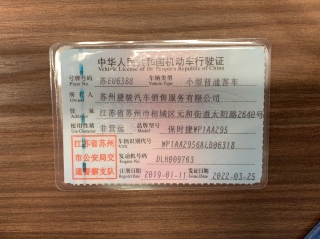 中华人民共和国机动车行驶证
Vehicle License of the People's Republic of China
号牌号码 苏EU63B8 车辆类型 小型普通客车
Plate No. Vehicle Type
所有人 苏州捷骏汽车销售服务有限公司
Owner
住址 江苏省苏州市相城区元和街道太阳路2640号
Address
使用性质 非营运 品牌型号 保时捷WP1AA295
Use Character Model
江苏省苏州市公安局交通警察支队
车辆识别代号 WP1AA2956KLB06318
VIN
发动机号码 DLH009763
Engine No.
注册日期 2019-01-11 发证日期 2022-03-25
Register Date Issue Date